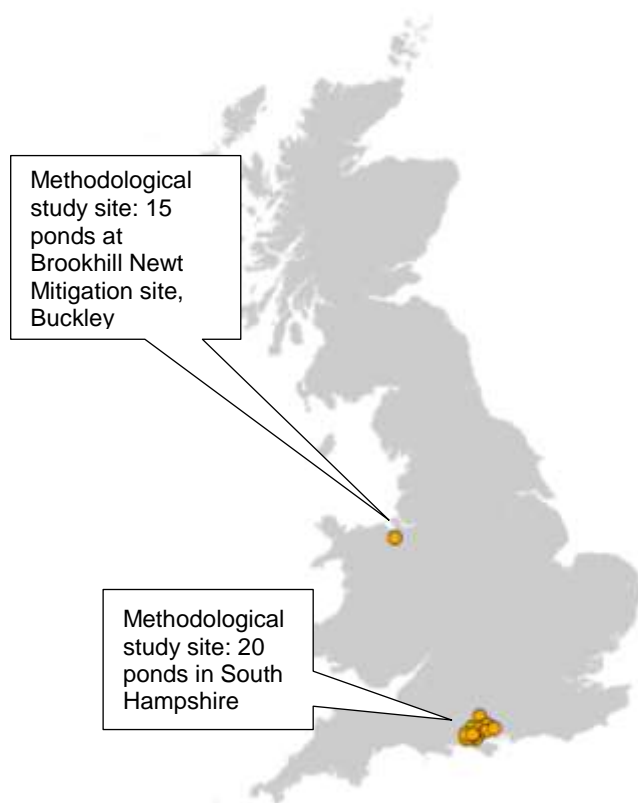 Methodological
study site: 15
ponds at
Brookhill Newt
Mitigation site,
Buckley
Methodological
study site: 20
ponds in South
Hampshire